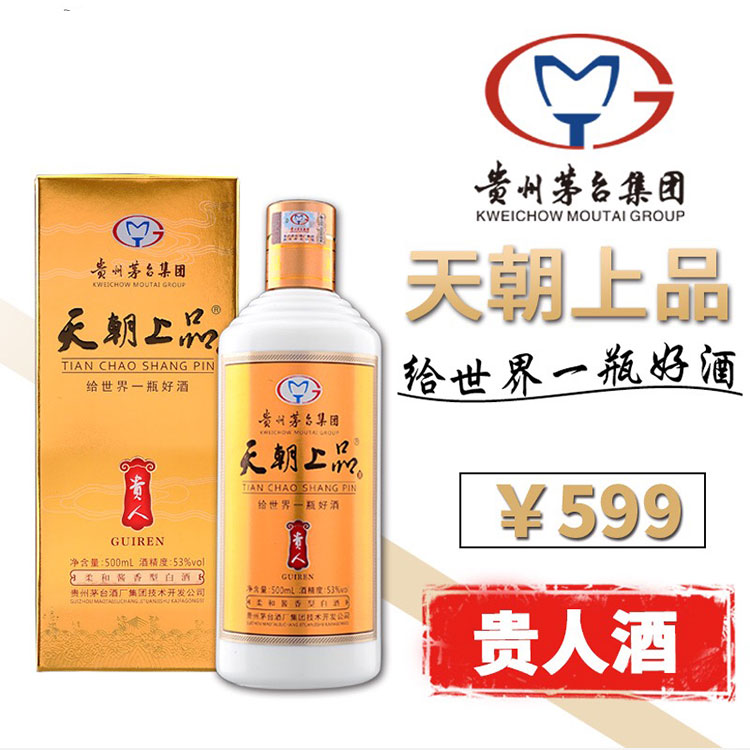 贵州茅台集团
KWEICHOW MOUTAI GROUP
天朝上品
给世界一瓶好酒
￥599
贵人酒
贵州茅台集团
KWEICHOW MOUTAI GROUP
天朝上品®
TIAN CHAO SHANG PIN
给世界一瓶好酒
贵人
GUIREN
净含量:500mL 酒精度:53%vol
柔和酱香型白酒
贵州茅台酒厂集团技术开发公司
贵州茅台集团
KWEICHOW MOUTAI GROUP
天朝上品®
TIAN CHAO SHANG PIN
给世界一瓶好酒
貴人
GUIREN
净含量:500mL 酒精度:53%vol
柔和酱香型白酒
贵州茅台酒厂集团技术开发公司